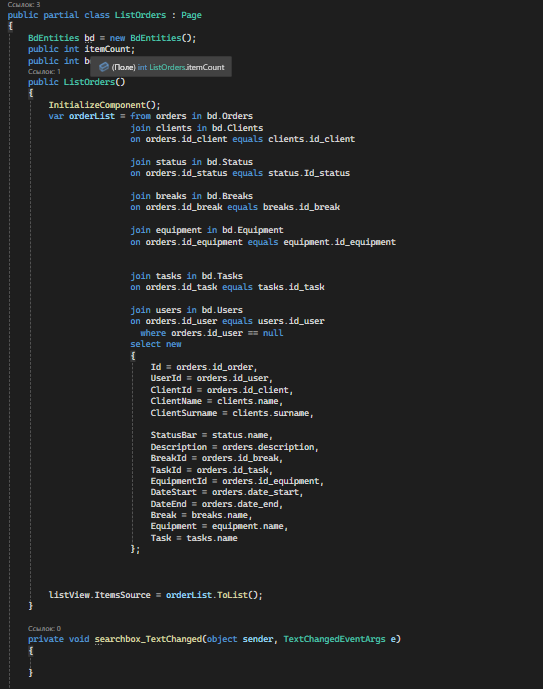 Ссылок: 3
public partial class ListOrders : Page
{
BdEntities bd = new BdEntities();
public int itemCount;
public int b
(Поле) int ListOrders.itemCount
Ссылок: 1
public ListOrders()
{
InitializeComponent();
var orderList = from orders in bd.Orders
join clients in bd.Clients
on orders.id_client equals clients.id_client
join status in bd.Status
on orders.id_status equals status.Id_status
join breaks in bd.Breaks
on orders.id_break equals breaks.id_break
join equipment in bd.Equipment
on orders.id_equipment equals equipment.id_equipment
join tasks in bd.Tasks
on orders.id_task equals tasks.id_task
join users in bd.Users
on orders.id_user equals users.id_user
where orders.id_user == null
select new
{
Id = orders.id_order,
UserId = orders.id_user,
ClientId = orders.id_client,
ClientName = clients.name,
ClientSurname = clients.surname,
StatusBar = status.name,
Description = orders.description,
BreakId = orders.id_break,
TaskId = orders.id_task,
EquipmentId = orders.id_equipment,
DateStart = orders.date_start,
DateEnd = orders.date_end,
Break = breaks.name,
Equipment = equipment.name,
Task = tasks.name
};
listView.ItemsSource = orderList.ToList();
}
Ссылок: 0
private void searchbox_TextChanged(object sender, TextChangedEventArgs e)
{
}